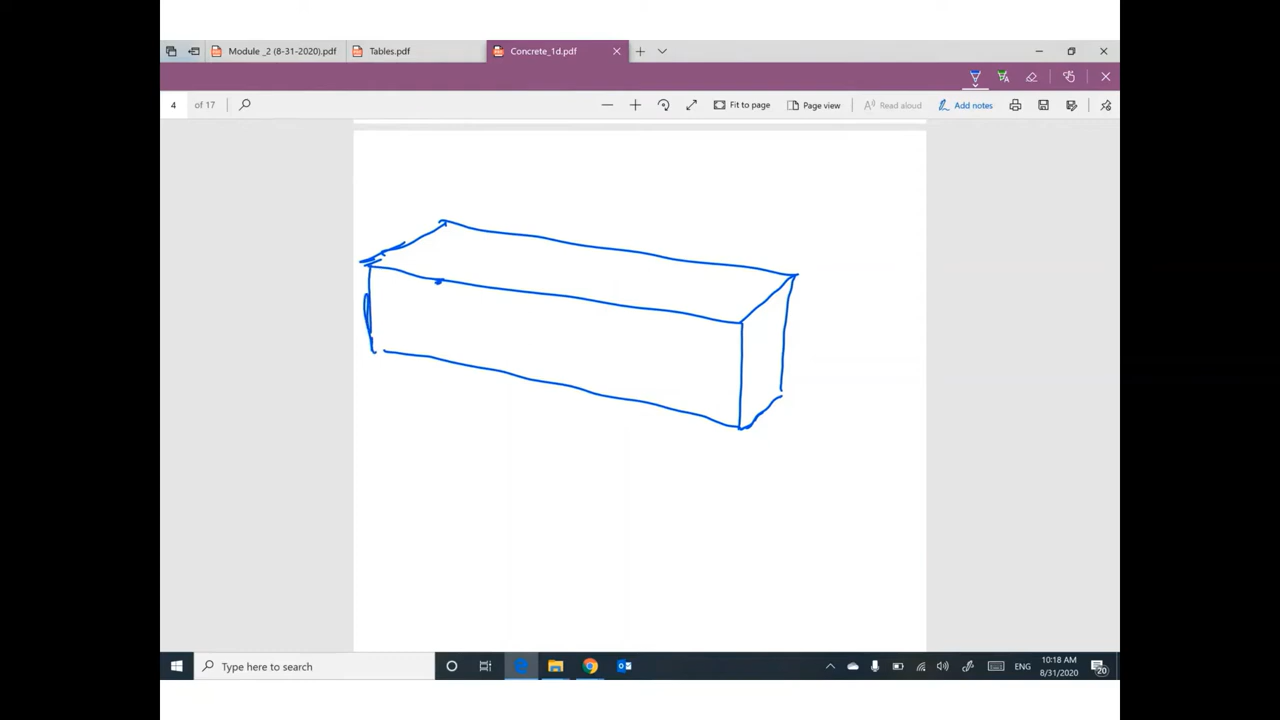 Module _2 (8-31-2020).pdf
Tables.pdf
Concrete_1d.pdf
4 of 17
Fit to page
Page view
Read aloud
Add notes
Type here to search
ENG
10:18 AM
8/31/2020
20